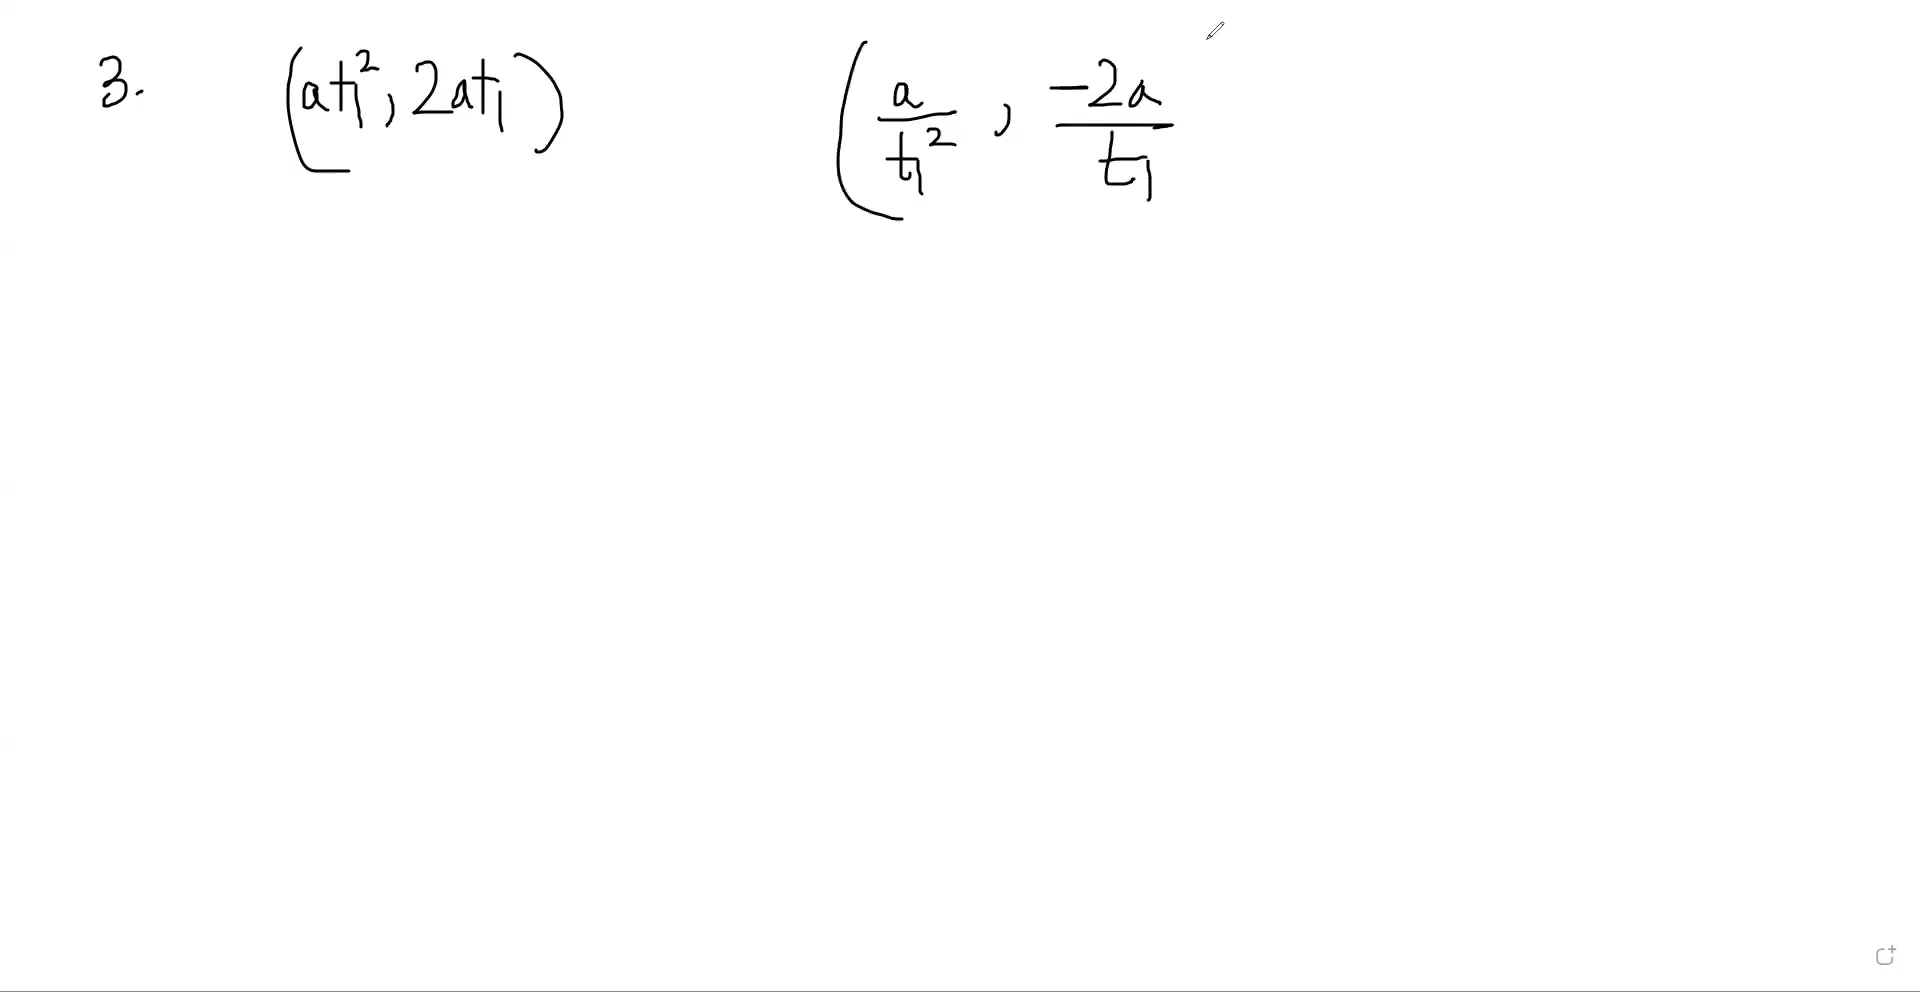 3. (at₁², 2at₁) (a/t₁², -2a/t₁